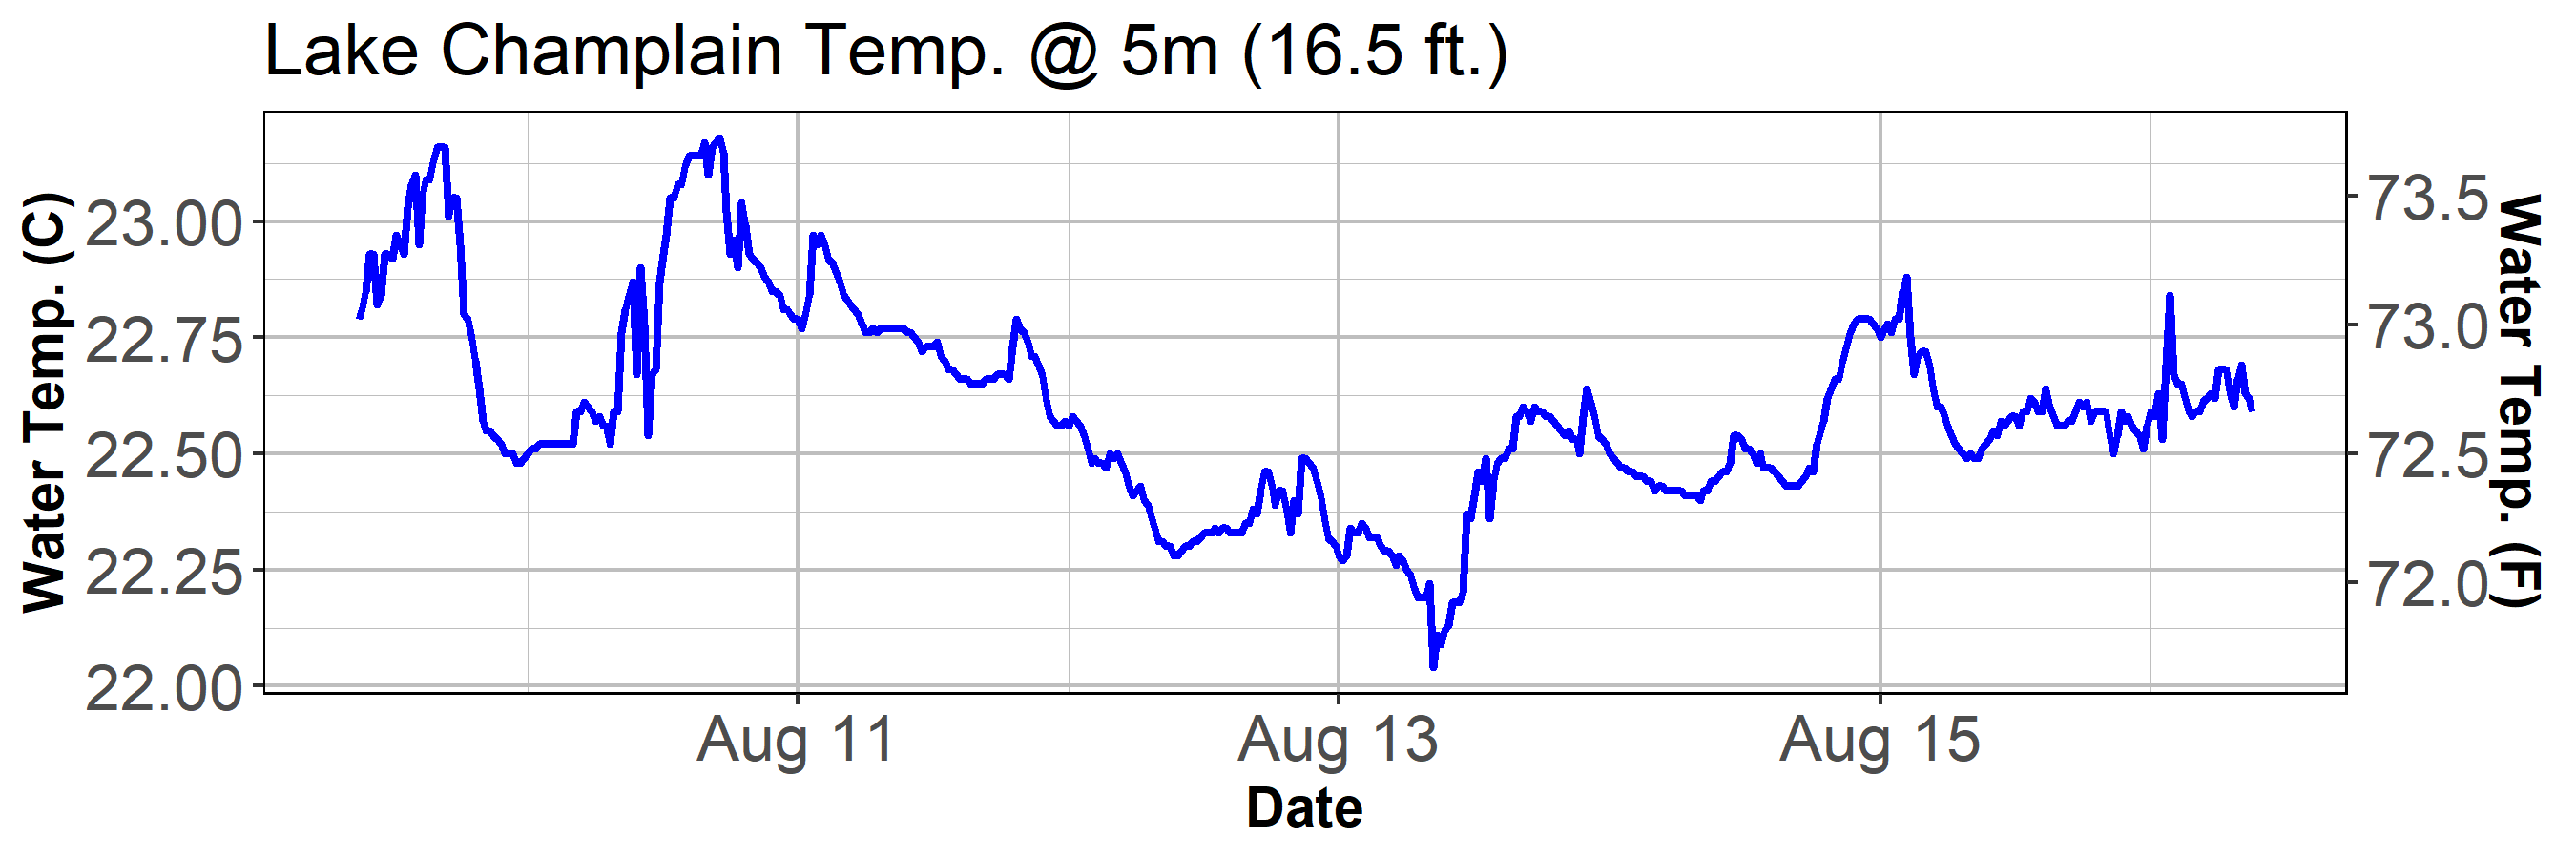 Lake Champlain Temp. @ 5m (16.5 ft.)
Water Temp. (C)
23.00
22.75
22.50
22.25
22.00
73.5
73.0
72.5
72.0
Water Temp. (F)
Aug 11
Aug 13
Aug 15
Date